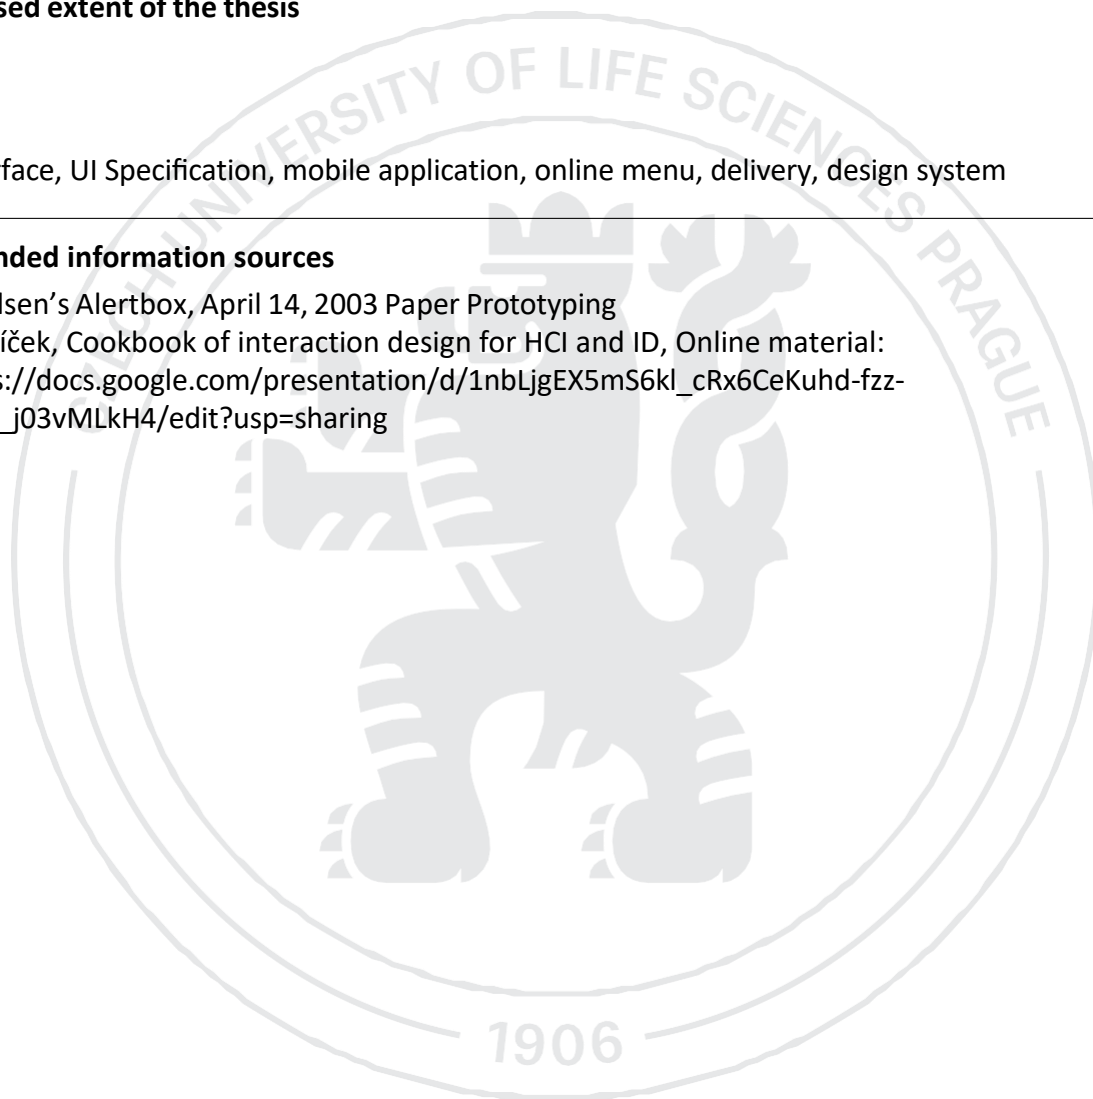 sed extent of the thesis
rface, UI Specification, mobile application, online menu, delivery, design system
nded information sources
lsen's Alertbox, April 14, 2003 Paper Prototyping
íček, Cookbook of interaction design for HCI and ID, Online material:
s://docs.google.com/presentation/d/1nbLjgEX5mS6kl_cRx6CeKuhd-fzz-
_j03vMLkH4/edit?usp=sharing
CZECH UNIVERSITY OF LIFE SCIENCES PRAGUE
1906